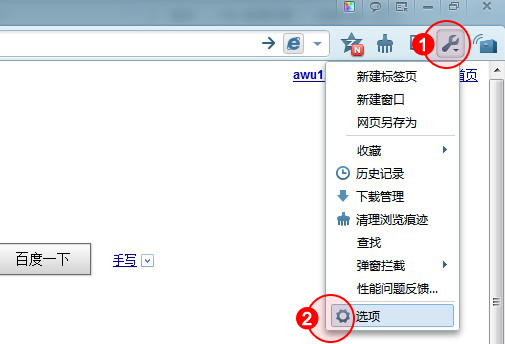 N
1
awu1
首页
新建标签页
新建窗口
网页另存为
收藏
历史记录
下载管理
清理浏览痕迹
查找
弹窗拦截
性能问题反馈...
2
选项
百度一下
手写